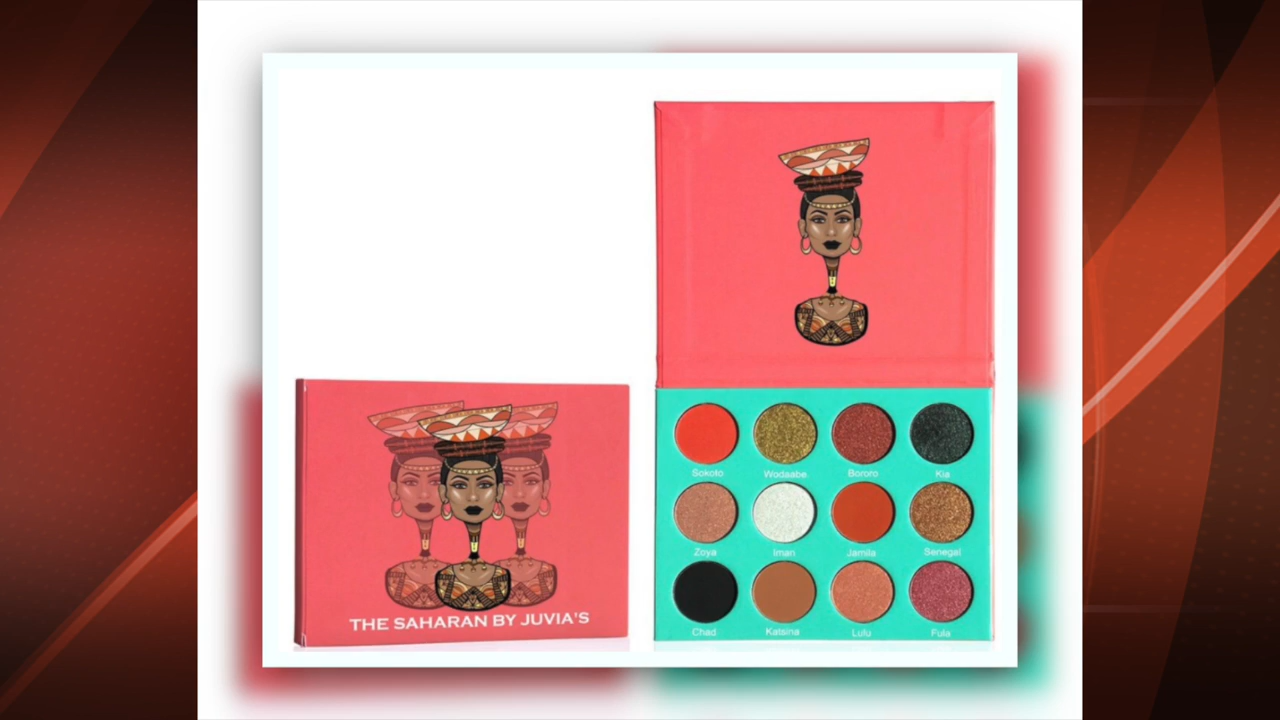 THE SAHARAN BY JUVIA'S
Sokoto Wodaabe Bororo Kia
Zoya Iman Jamila Senegal
Chad Katsina Lulu Fula